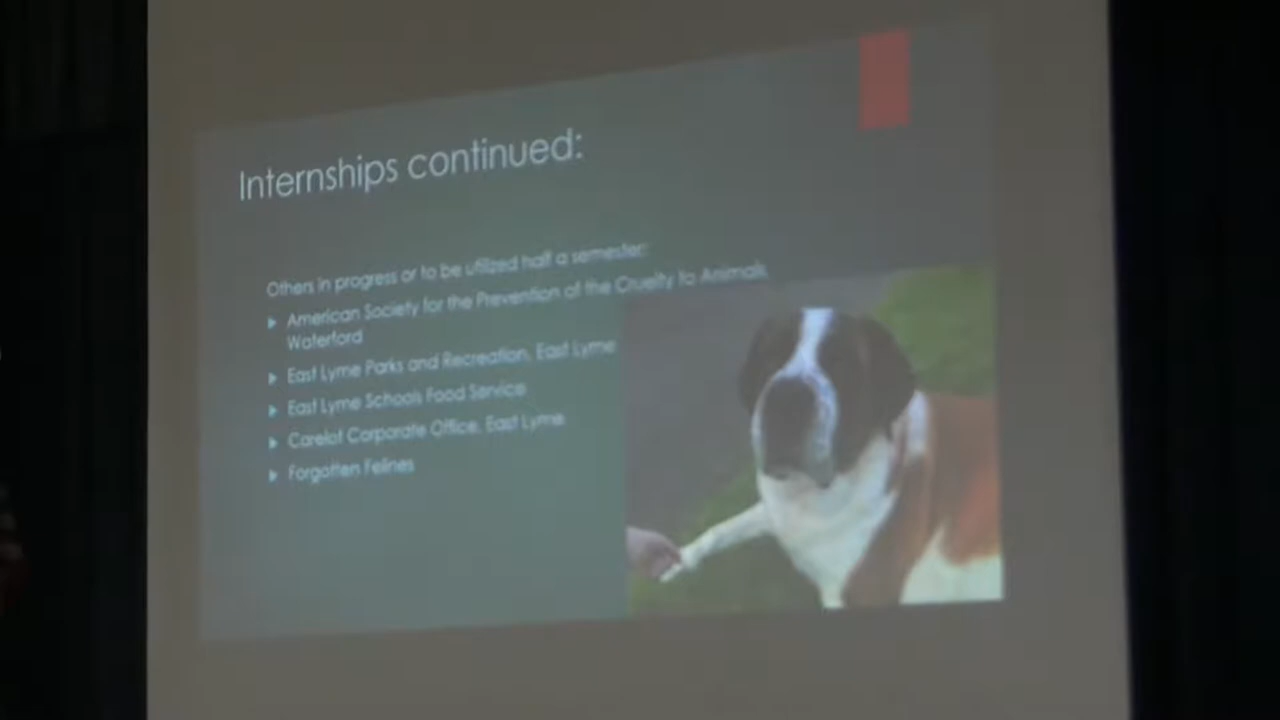 Internships continued:
Others in progress or to be utilized half a semester:
American Society for the Prevention of the Cruelty to Animals
Waterford
East Lyme Parks and Recreation, East Lyme
East Lyme Schools Food Service
Carelot Corporate Office, East Lyme
Forgotten Felines